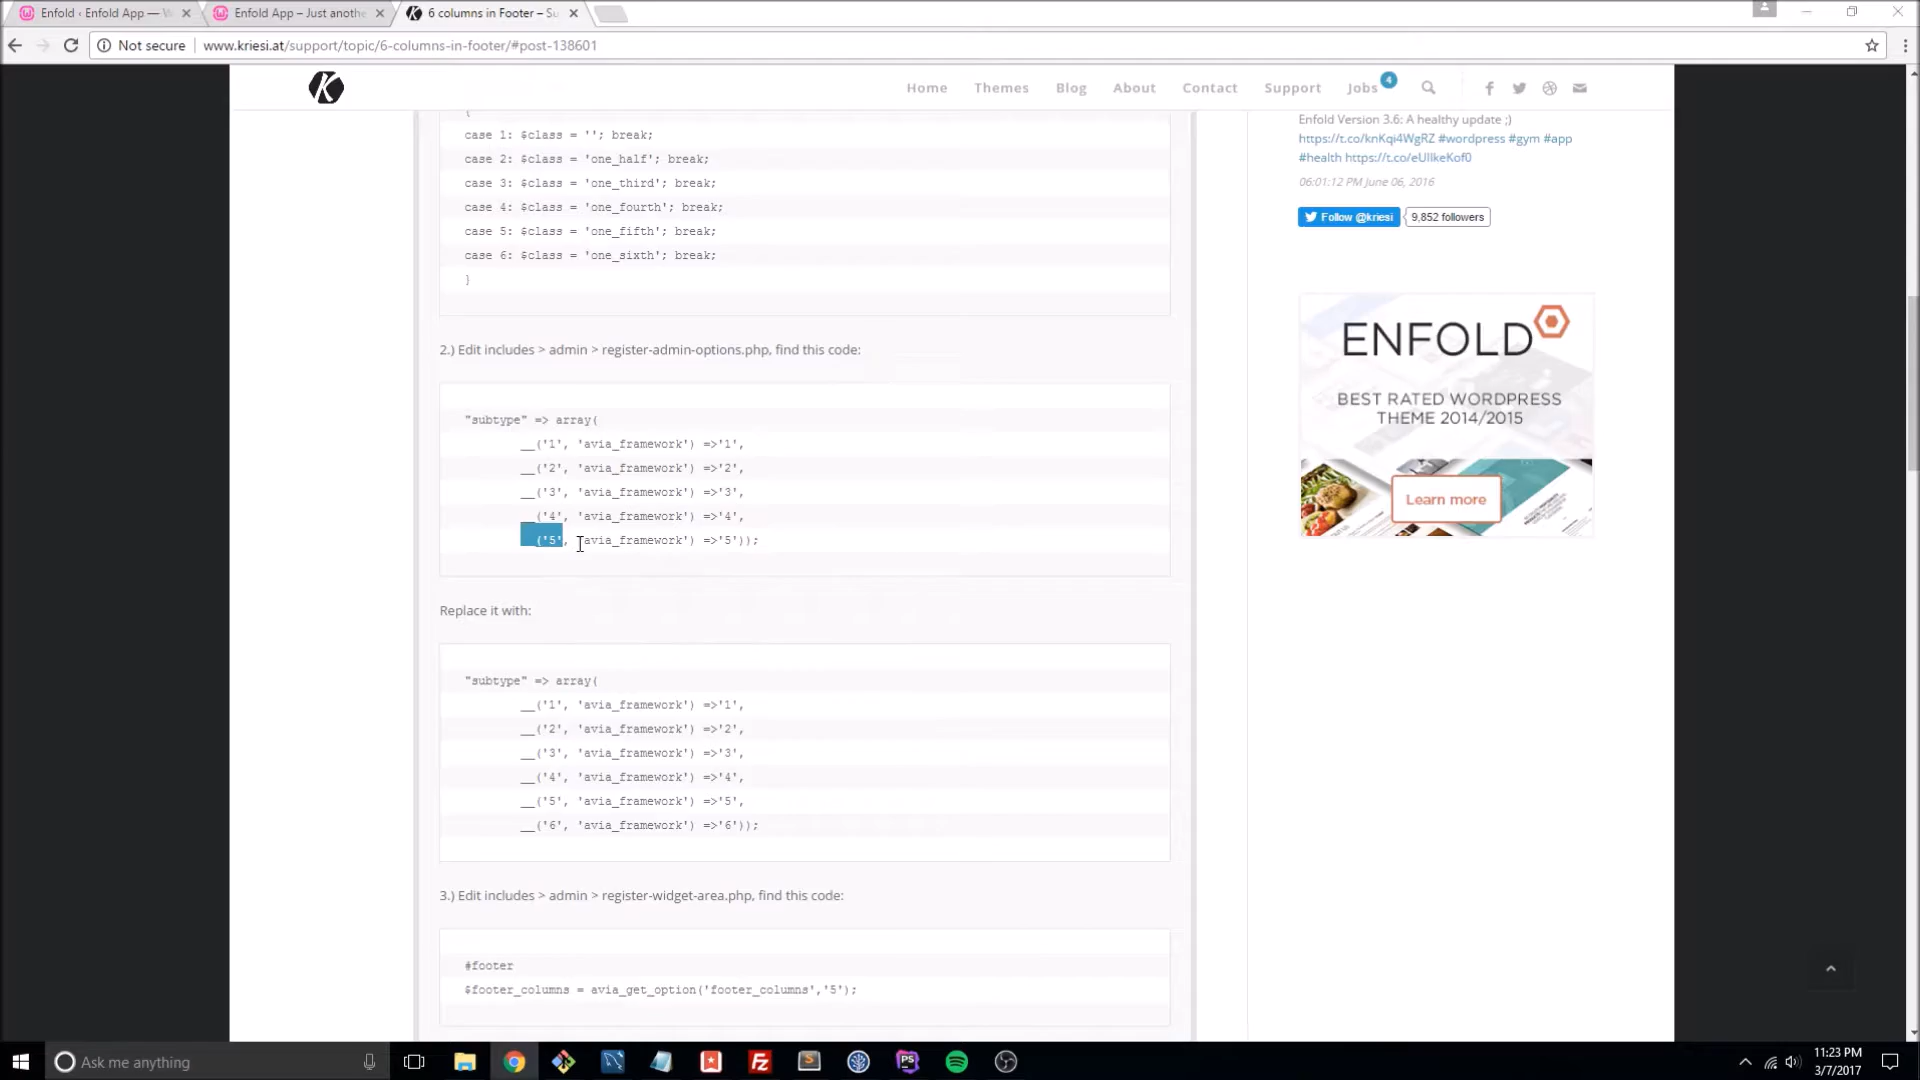 Enfold ‹ Enfold App — W
Enfold App – Just anothe
6 columns in Footer – Su
Not secure
www.kriesi.at/support/topic/6-columns-in-footer/#post-138601
Home
Themes
Blog
About
Contact
Support
Jobs
4
{
case 1: $class = ''; break;
case 2: $class = 'one_half'; break;
case 3: $class = 'one_third'; break;
case 4: $class = 'one_fourth'; break;
case 5: $class = 'one_fifth'; break;
case 6: $class = 'one_sixth'; break;
}
2.) Edit includes > admin > register-admin-options.php, find this code:
"subtype" => array(
__('1', 'avia_framework') =>'1',
__('2', 'avia_framework') =>'2',
__('3', 'avia_framework') =>'3',
__('4', 'avia_framework') =>'4',
__('5', 'avia_framework') =>'5'));
Replace it with:
"subtype" => array(
__('1', 'avia_framework') =>'1',
__('2', 'avia_framework') =>'2',
__('3', 'avia_framework') =>'3',
__('4', 'avia_framework') =>'4',
__('5', 'avia_framework') =>'5',
__('6', 'avia_framework') =>'6'));
3.) Edit includes > admin > register-widget-area.php, find this code:
#footer
$footer_columns = avia_get_option('footer_columns','5');
Enfold Version 3.6: A healthy update ;)
https://t.co/knKqi4WgRZ #wordpress #gym #app
#health https://t.co/eUIlkeKof0
06:01:12 PM June 06, 2016
Follow @kriesi
9,852 followers
ENFOLD
BEST RATED WORDPRESS
THEME 2014/2015
Learn more
Ask me anything
11:23 PM
3/7/2017